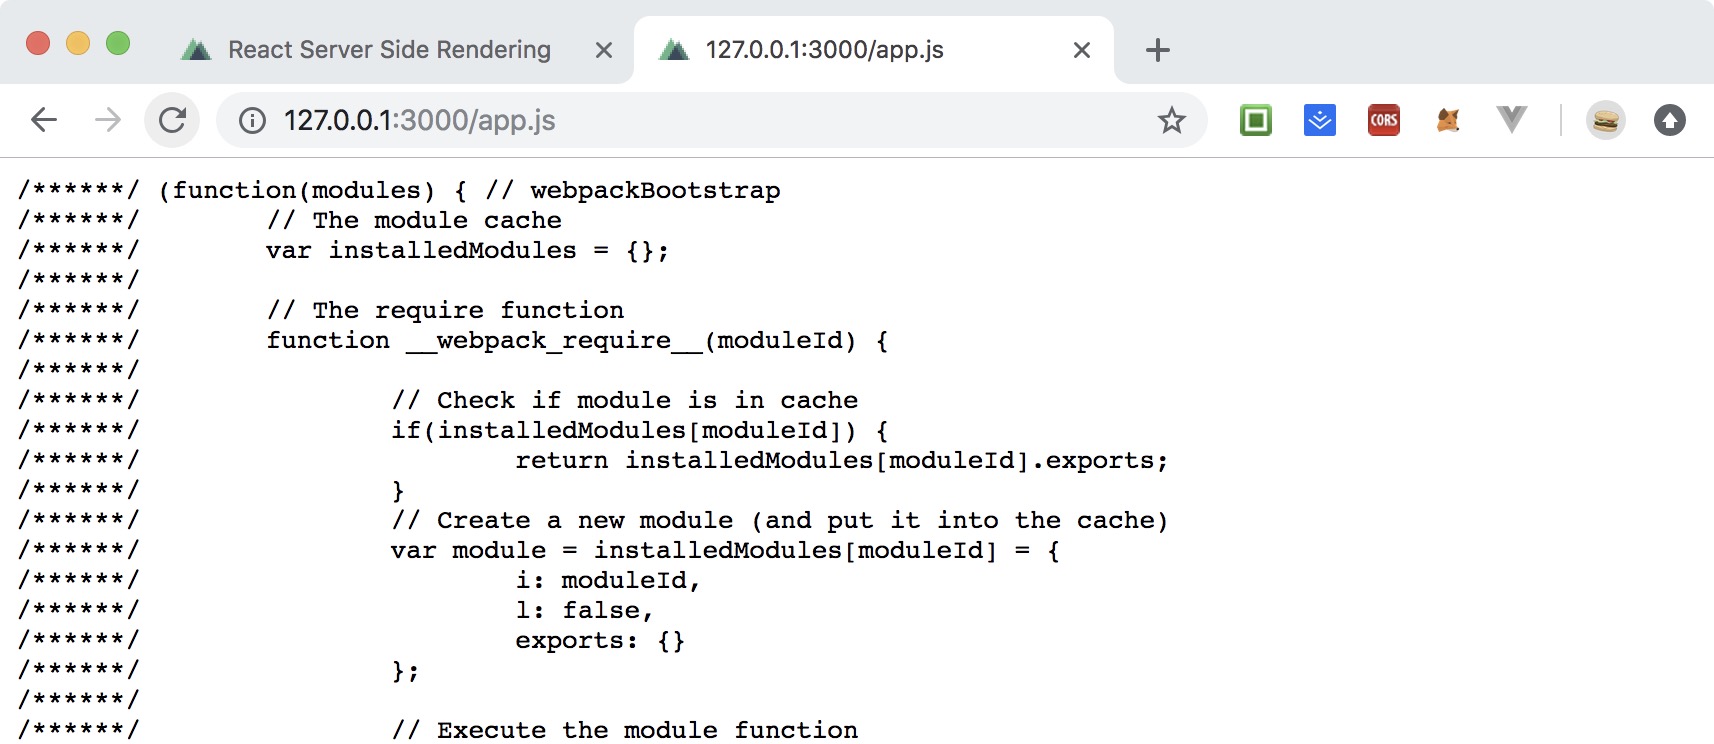 React Server Side Rendering
127.0.0.1:3000/app.js
127.0.0.1:3000/app.js
CORS
/******/ (function(modules) { // webpackBootstrap
/******/ 	// The module cache
/******/ 	var installedModules = {};
/******/
/******/ 	// The require function
/******/ 	function __webpack_require__(moduleId) {
/******/
/******/ 		// Check if module is in cache
/******/ 		if(installedModules[moduleId]) {
/******/ 			return installedModules[moduleId].exports;
/******/ 		}
/******/ 		// Create a new module (and put it into the cache)
/******/ 		var module = installedModules[moduleId] = {
/******/ 			i: moduleId,
/******/ 			l: false,
/******/ 			exports: {}
/******/ 		};
/******/
/******/ 		// Execute the module function